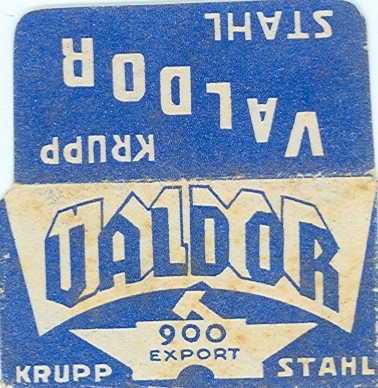 STAHL
VALDOR
KRUPP
VALDOR
900
EXPORT
KRUPP STAHL